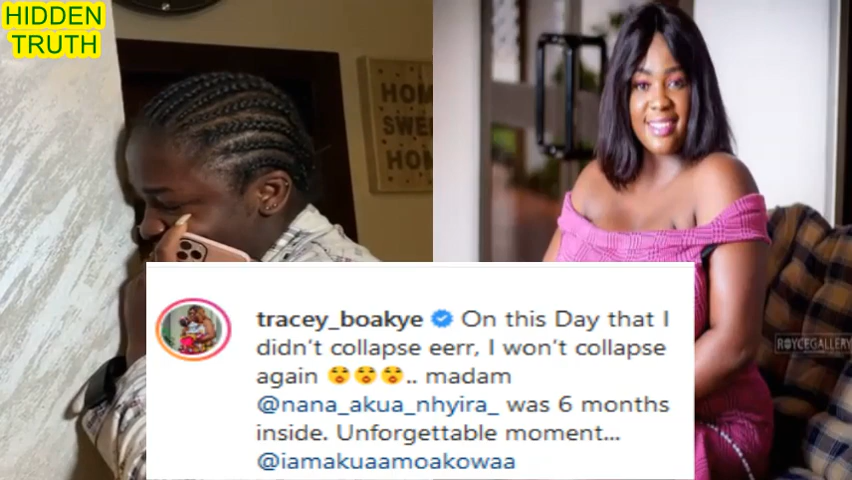 HIDDEN
TRUTH
HOM
SWEE
HOM
tracey_boakye On this Day that I
didn't collapse eerr, I won't collapse
again 😵😵😵.. madam
@nana_akua_nhyira_ was 6 months
inside. Unforgettable moment...
@iamakuaamoakowaa
ROYCEGALLERY